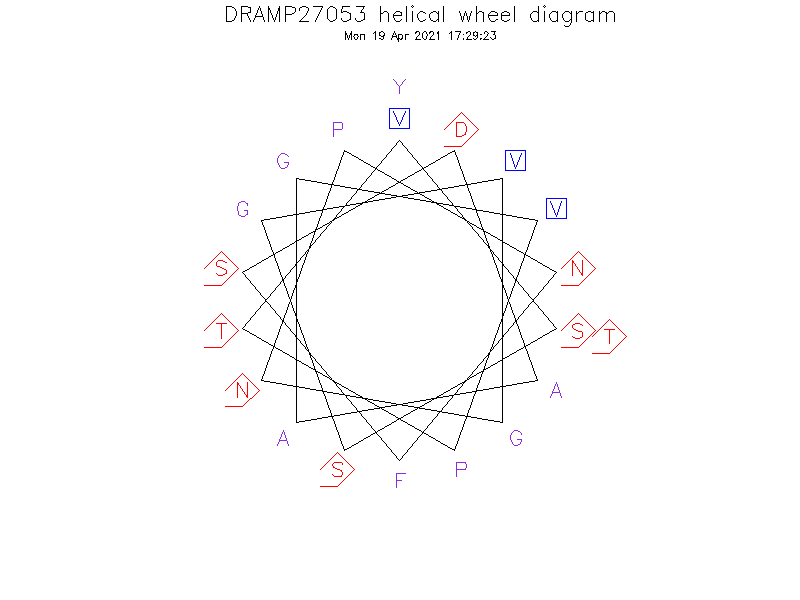 DRAMP27053 helical wheel diagram
Mon 19 Apr 2021 17:29:23
Y
V
P D
G V
G V
S N
T S T
N A
A G
S P
F